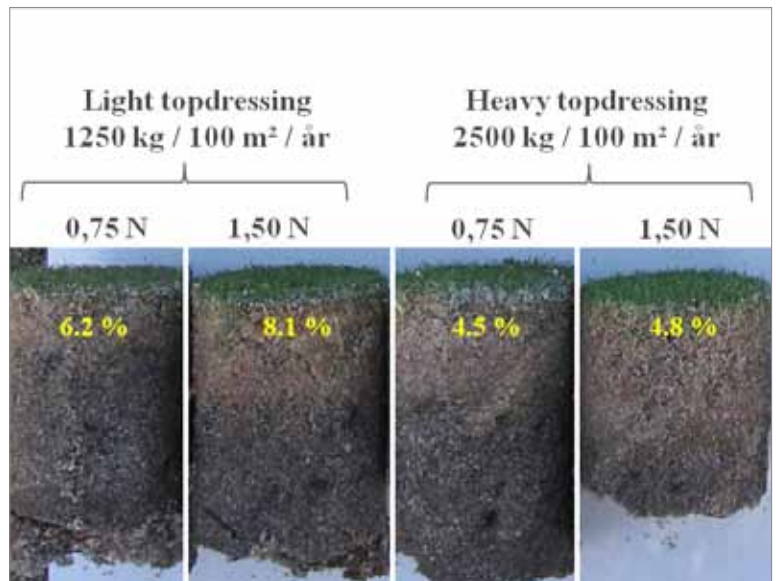 Light topdressing
1250 kg / 100 m² / år
Heavy topdressing
2500 kg / 100 m² / år
0,75 N
1,50 N
0,75 N
1,50 N
6.2 %
8.1 %
4.5 %
4.8 %